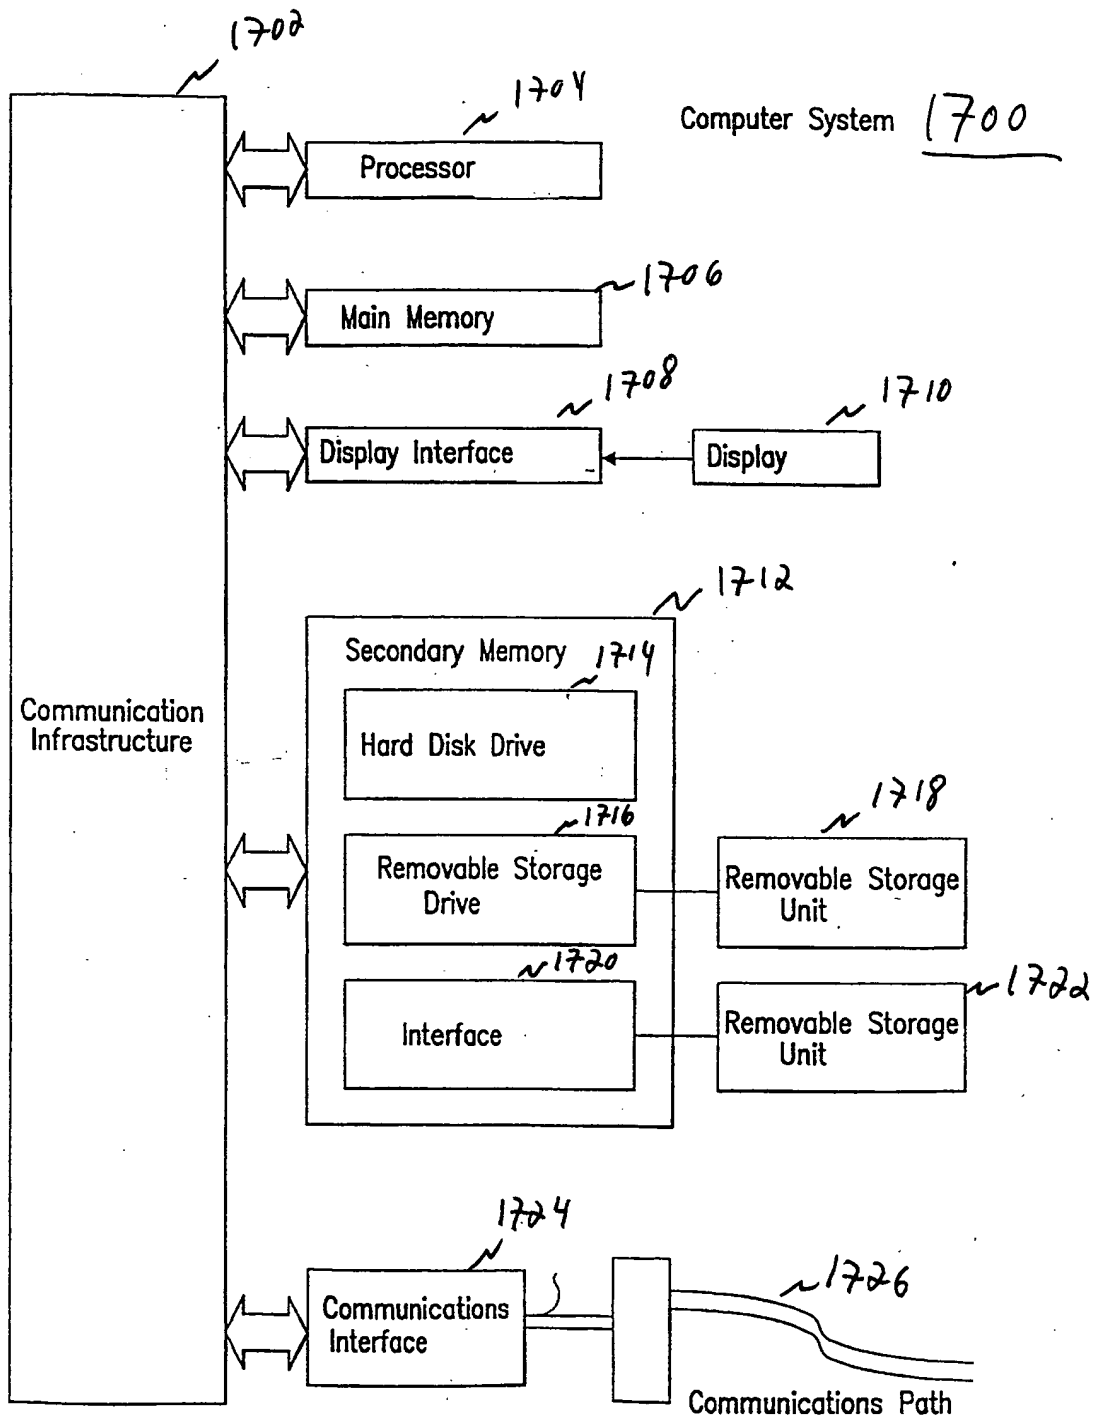 1702
1704
Computer System 1700
Processor
1706
Main Memory
1708
1710
Display Interface
Display
1712
Secondary Memory
1714
Communication
Infrastructure
Hard Disk Drive
1716
1718
Removable Storage
Drive
Removable Storage
Unit
1720
1722
Interface
Removable Storage
Unit
1724
1726
Communications
Interface
Communications Path